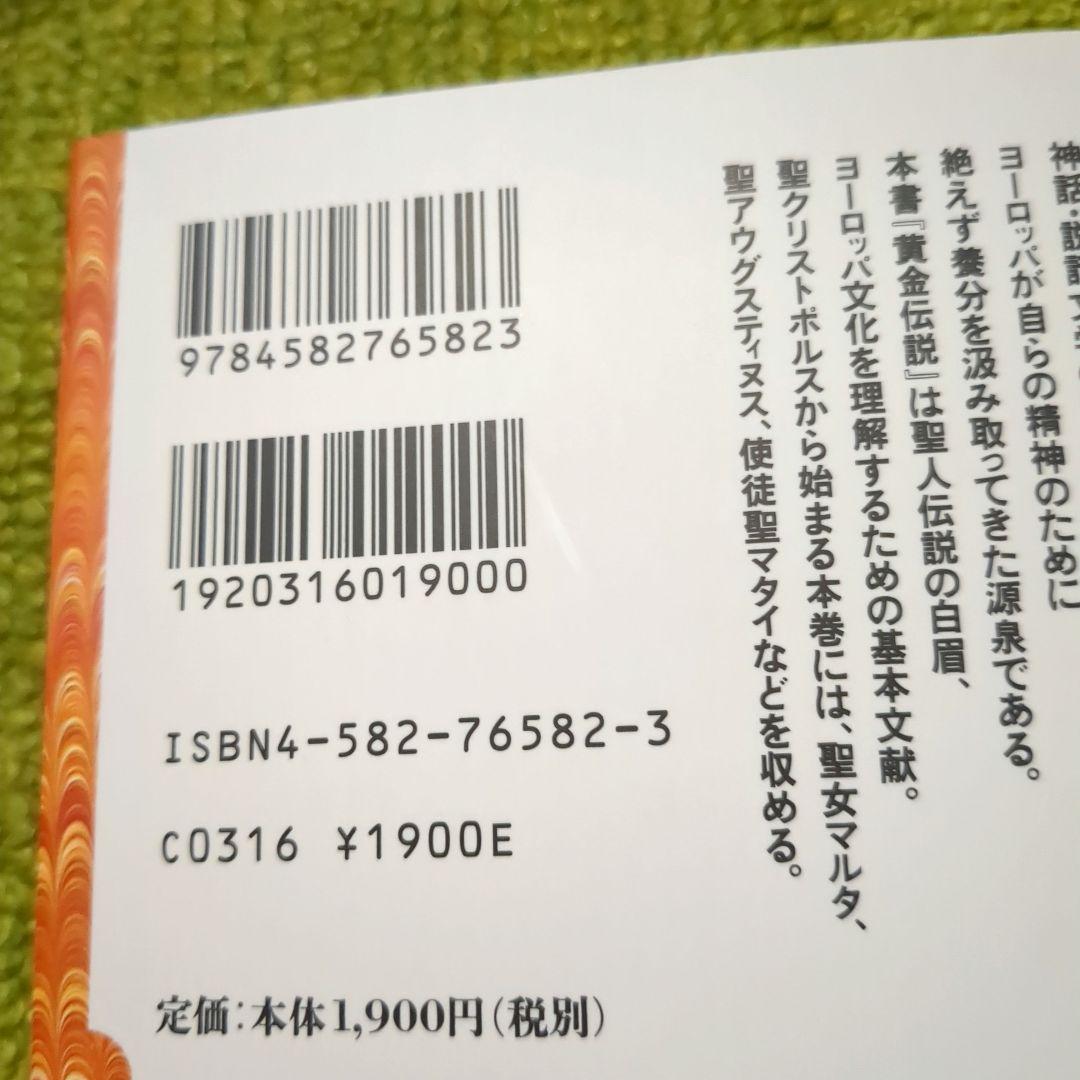 神話・説話文学
ヨーロッパが自らの精神のために
絶えず養分を汲み取ってきた源泉である。
本書『黄金伝説』は聖人伝説の白眉、
ヨーロッパ文化を理解するための基本文献。
聖クリストポルスから始まる本巻には、聖女マルタ、
聖アウグスティヌス、使徒聖マタイなどを収める。
9784582765823
1920316019000
ISBN4-582-76582-3
C0316 ¥1900E
定価:本体1,900円(税別)